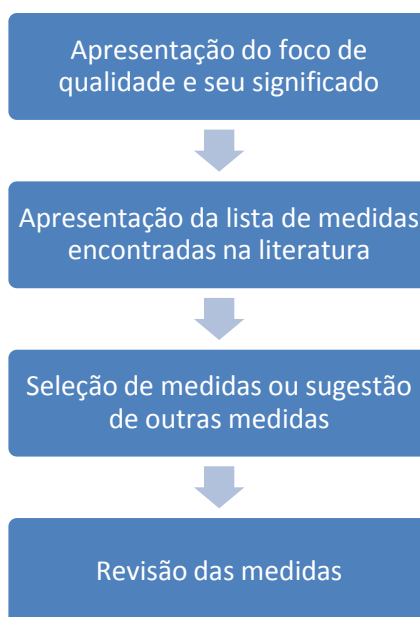 Apresentação do foco de
qualidade e seu significado
Apresentação da lista de medidas
encontradas na literatura
Seleção de medidas ou sugestão
de outras medidas
Revisão das medidas